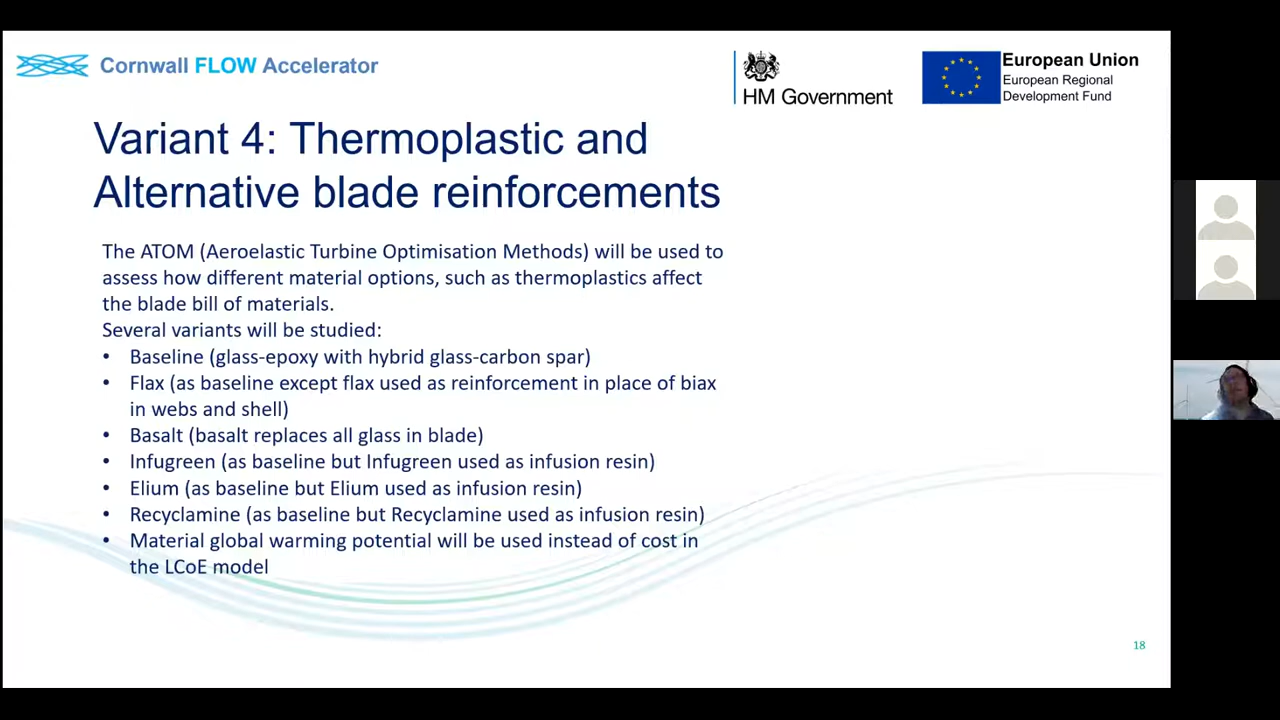 Cornwall FLOW Accelerator
HM Government
European Union
European Regional
Development Fund
Variant 4: Thermoplastic and
Alternative blade reinforcements
The ATOM (Aeroelastic Turbine Optimisation Methods) will be used to
assess how different material options, such as thermoplastics affect
the blade bill of materials.
Several variants will be studied:
• Baseline (glass-epoxy with hybrid glass-carbon spar)
• Flax (as baseline except flax used as reinforcement in place of biax
in webs and shell)
• Basalt (basalt replaces all glass in blade)
• Infugreen (as baseline but Infugreen used as infusion resin)
• Elium (as baseline but Elium used as infusion resin)
• Recyclamine (as baseline but Recyclamine used as infusion resin)
• Material global warming potential will be used instead of cost in
the LCoE model
18